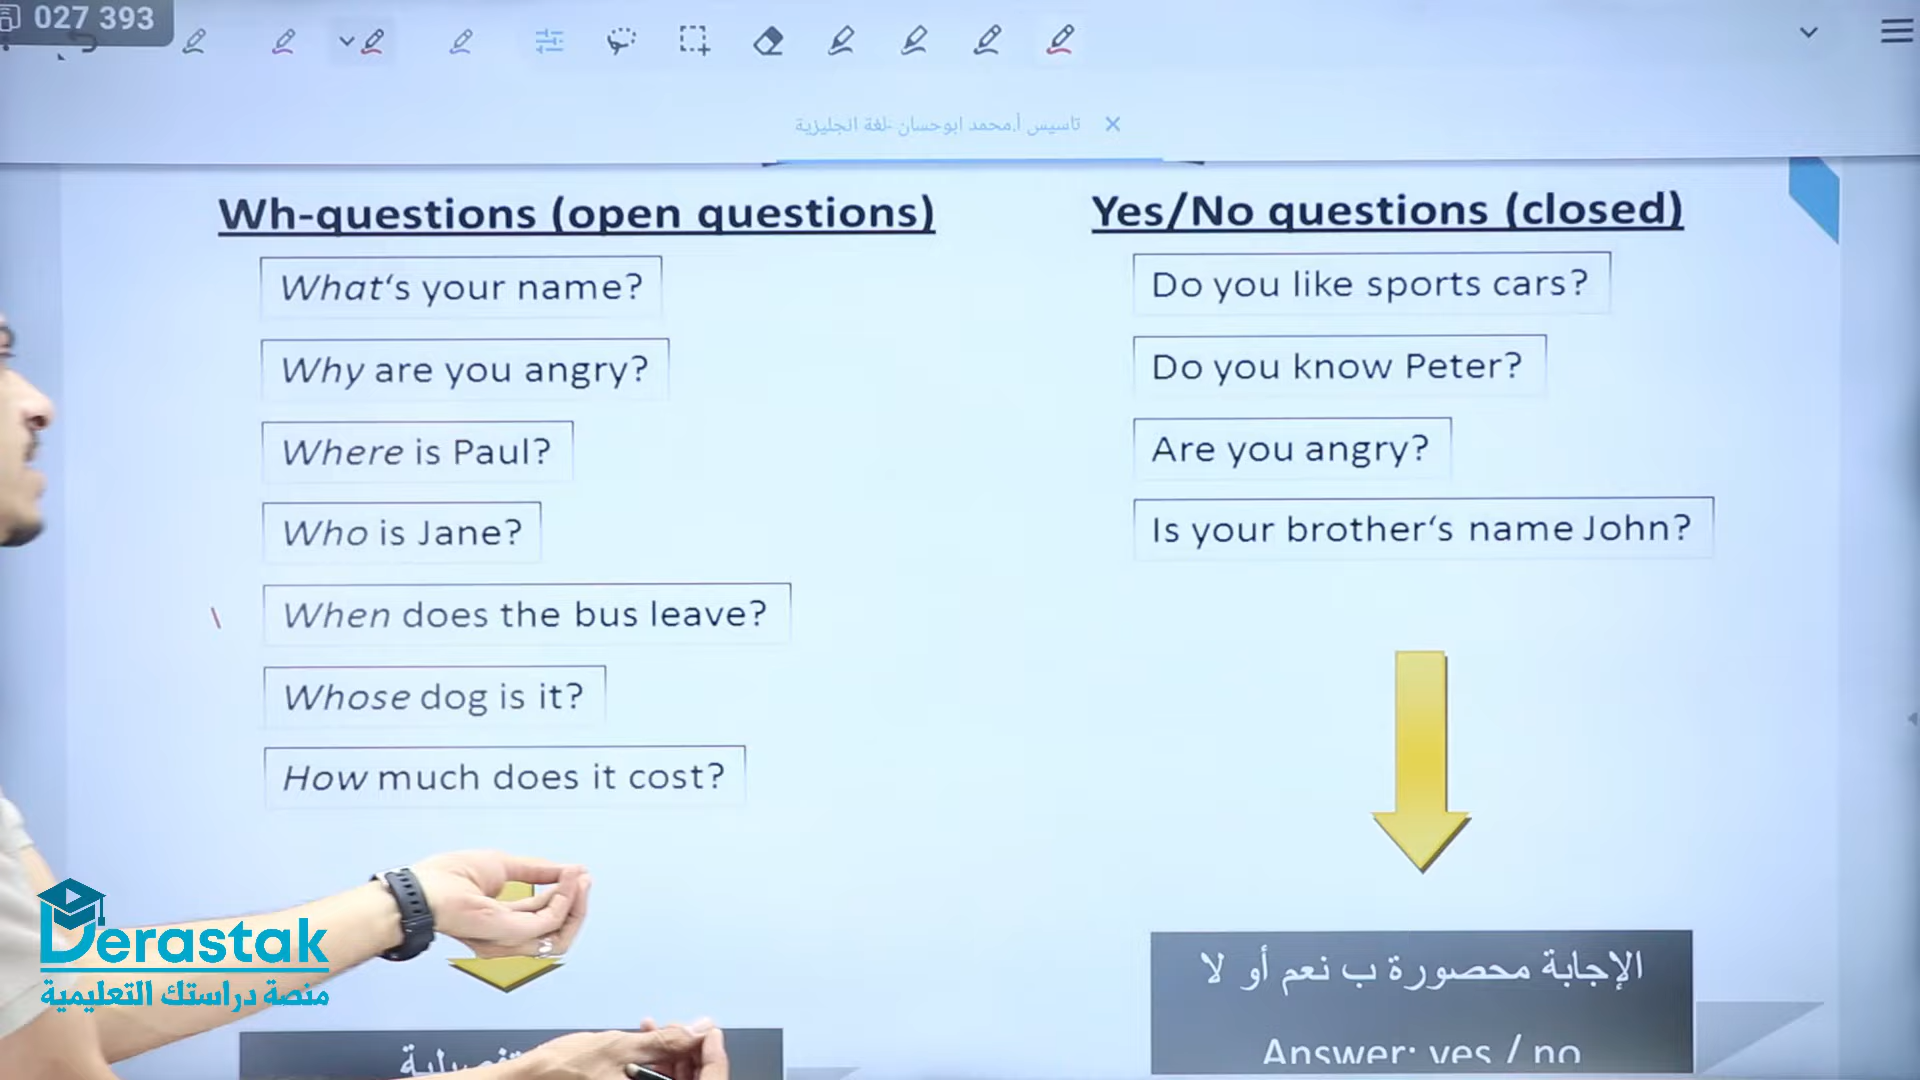 027 393
تاسيس أ.محمد ابوحسان -لغة انجليزية
Wh-questions (open questions)
What‘s your name?
Why are you angry?
Where is Paul?
Who is Jane?
When does the bus leave?
Whose dog is it?
How much does it cost?
Yes/No questions (closed)
Do you like sports cars?
Do you know Peter?
Are you angry?
Is your brother‘s name John?
الإجابة محصورة ب نعم أو لا
Answer: yes / no
Derastak
منصة دراستك التعليمية